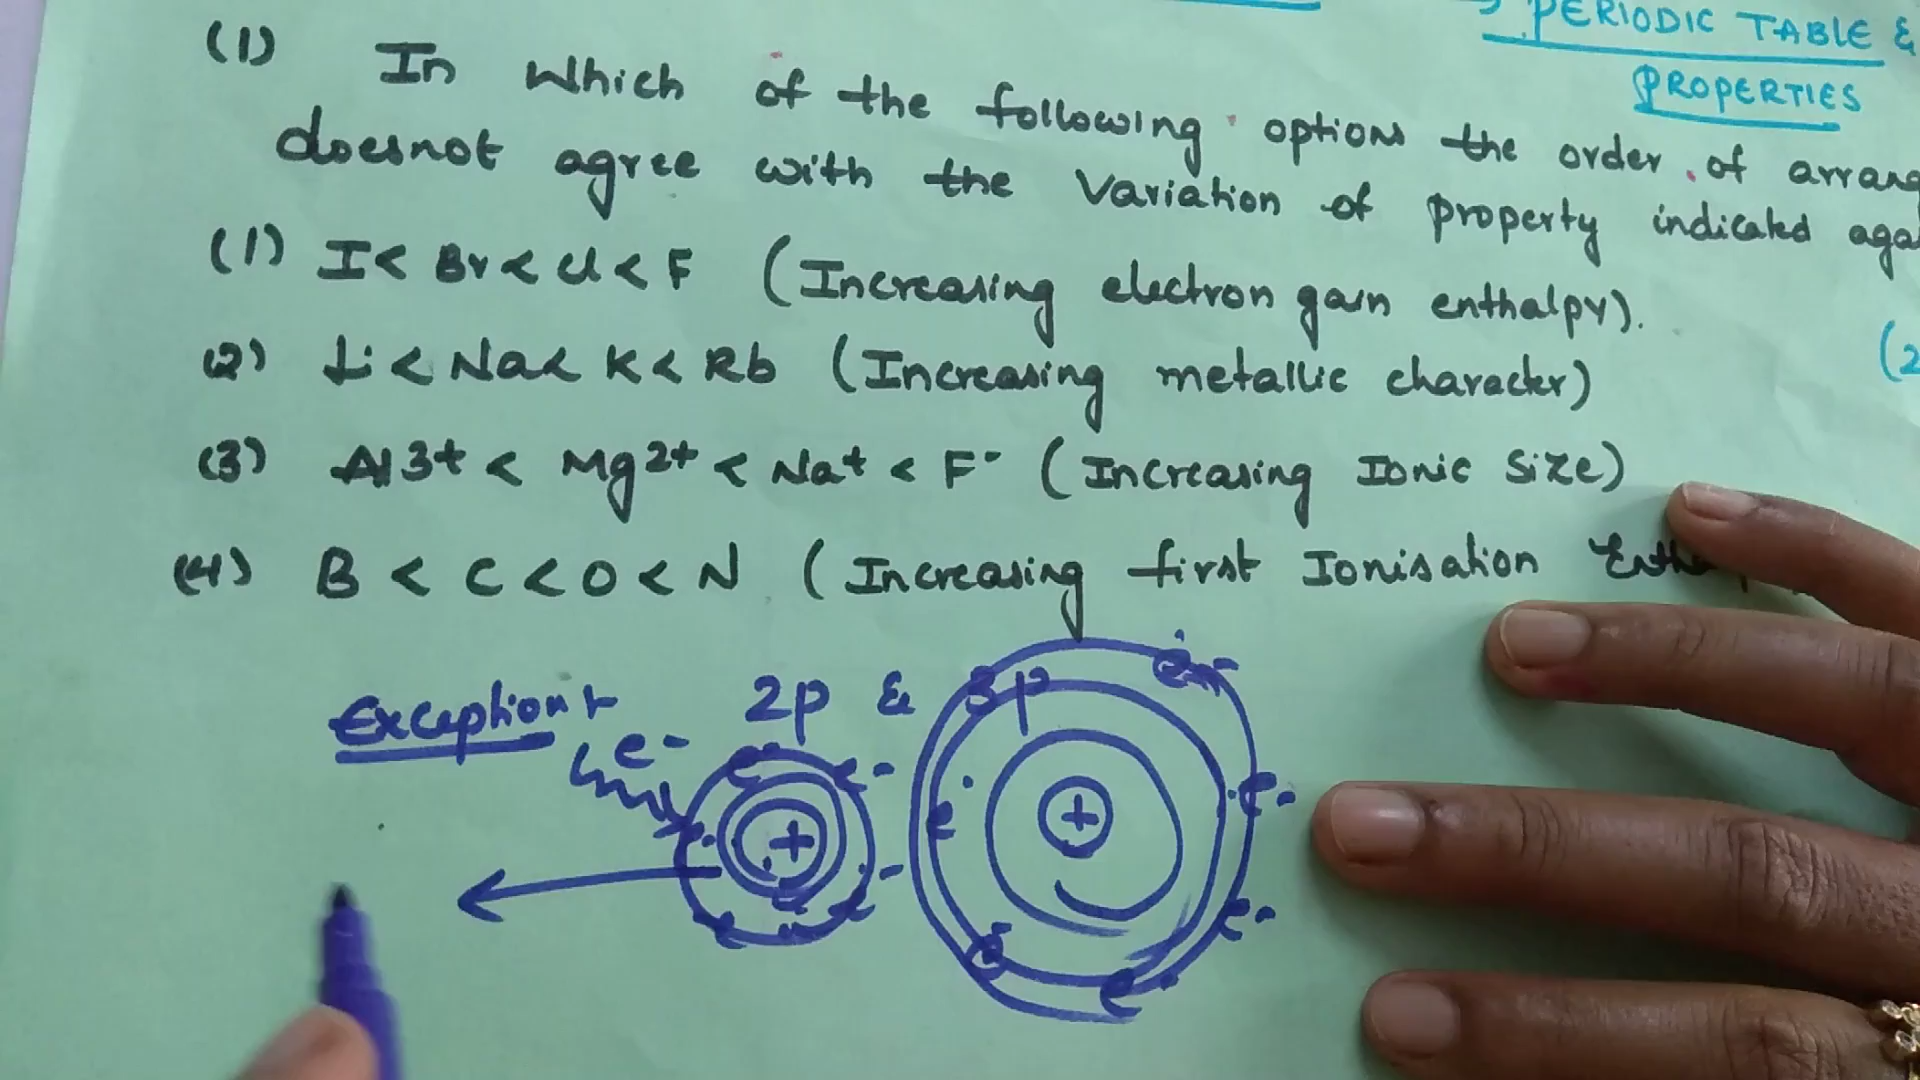 PERIODIC TABLE &
PROPERTIES
(1) In which of the following options the order of arrang
doesnot agree with the Variation of property indicated aga
(1) I < Br < Cl < F (Increasing electron gain enthalpy).
(2
(2) Li < Na < K < Rb (Increasing metallic character)
(3) Al3+ < Mg2+ < Na+ < F- (Increasing Ionic Size)
(4) B < C < O < N (Increasing first Ionisation Enth
Exception 2p & 3p
e- e e- e-
+ e +
e- e-
e e-